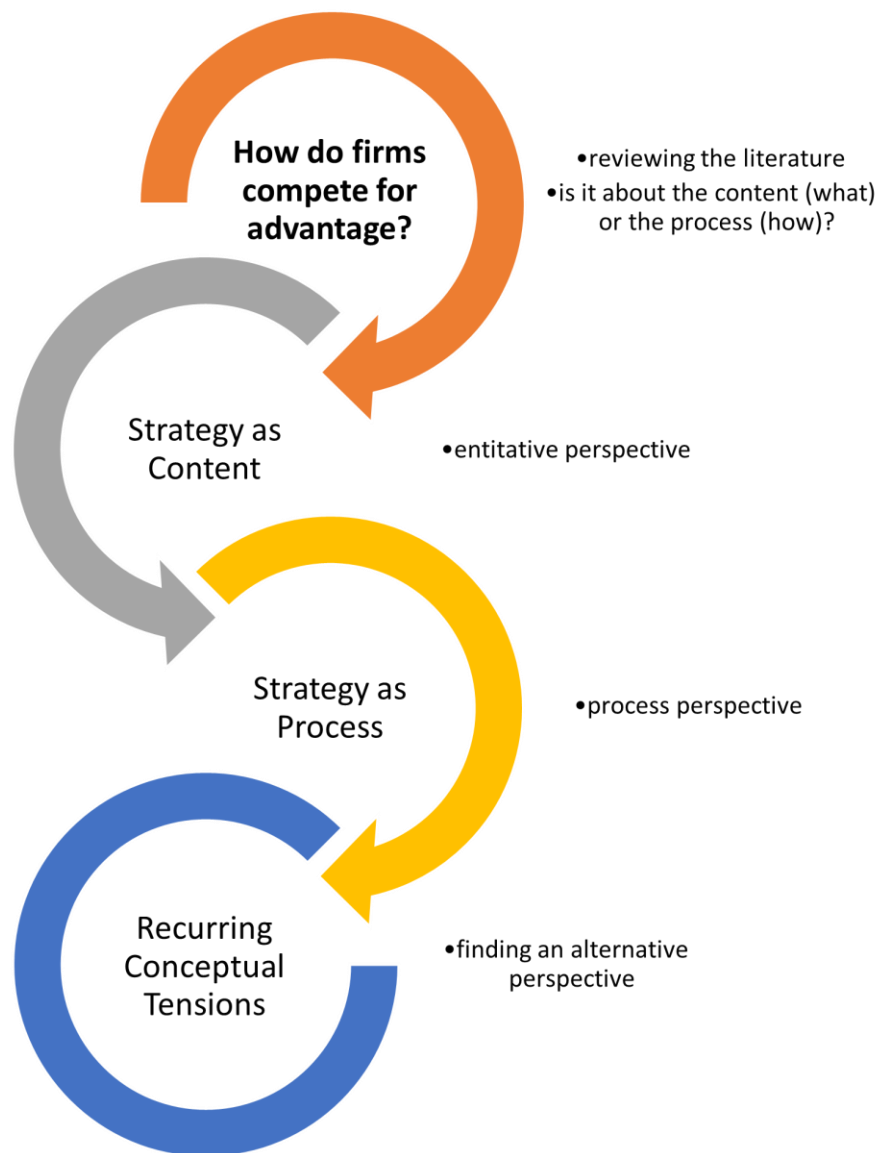 How do firms
compete for
advantage?
•reviewing the literature
•is it about the content (what)
or the process (how)?
Strategy as
Content
•entitative perspective
Strategy as
Process
•process perspective
Recurring
Conceptual
Tensions
•finding an alternative
perspective